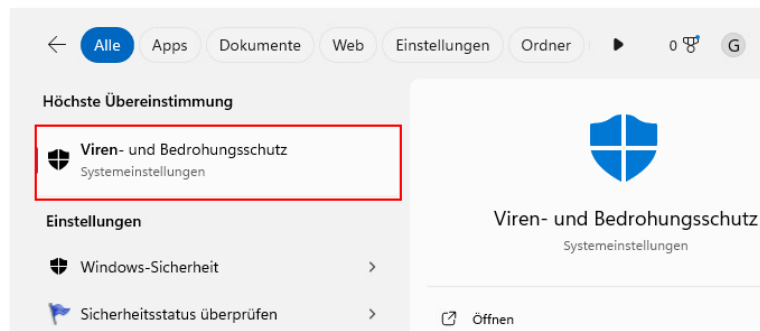 Alle Apps Dokumente Web Einstellungen Ordner 0 G
Höchste Übereinstimmung
Viren- und Bedrohungsschutz
Systemeinstellungen
Einstellungen
Windows-Sicherheit
Sicherheitsstatus überprüfen
Viren- und Bedrohungsschutz
Systemeinstellungen
Öffnen